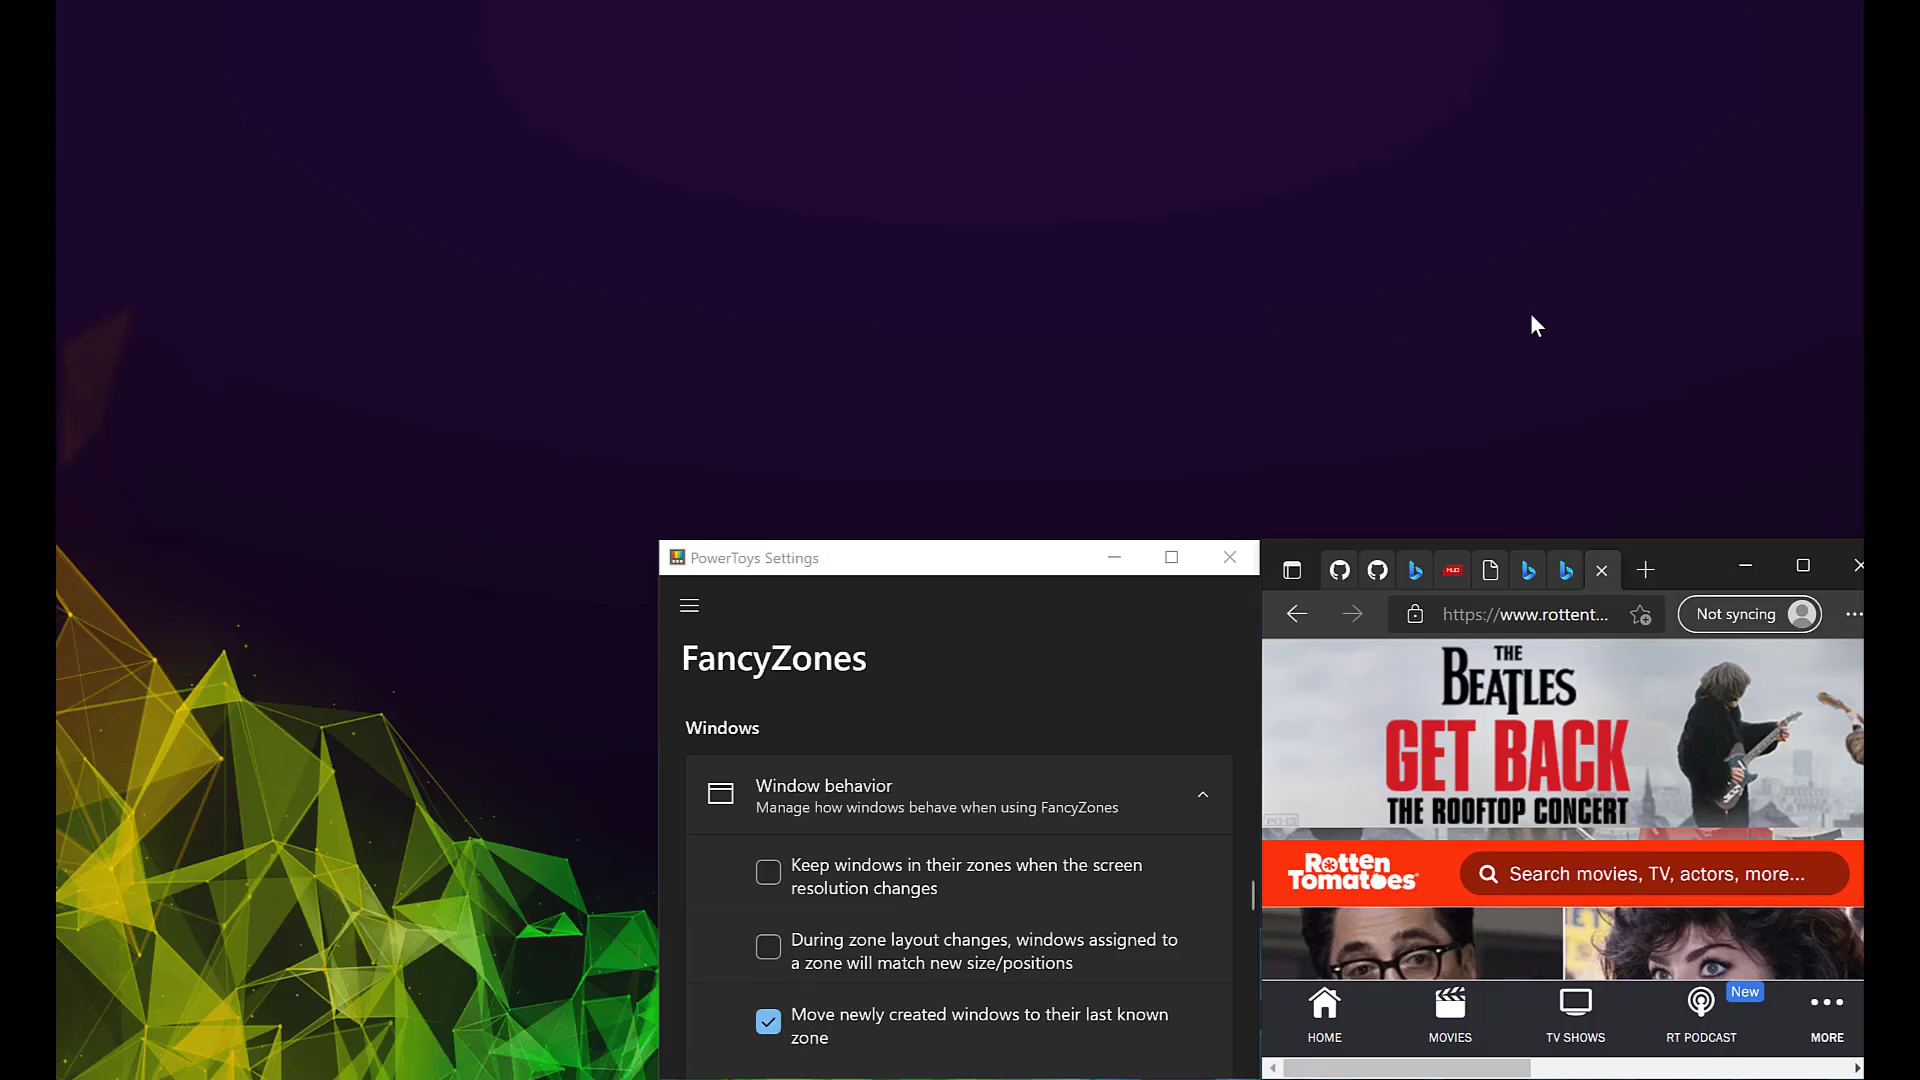 PowerToys Settings
FancyZones
Windows
Window behavior
Manage how windows behave when using FancyZones
Keep windows in their zones when the screen
resolution changes
During zone layout changes, windows assigned to
a zone will match new size/positions
Move newly created windows to their last known
zone
https://www.rottent...
Not syncing
THE
BEATLES
GET BACK
THE ROOFTOP CONCERT
Rotten
Tomatoes
Search movies, TV, actors, more...
New
HOME
MOVIES
TV SHOWS
RT PODCAST
MORE